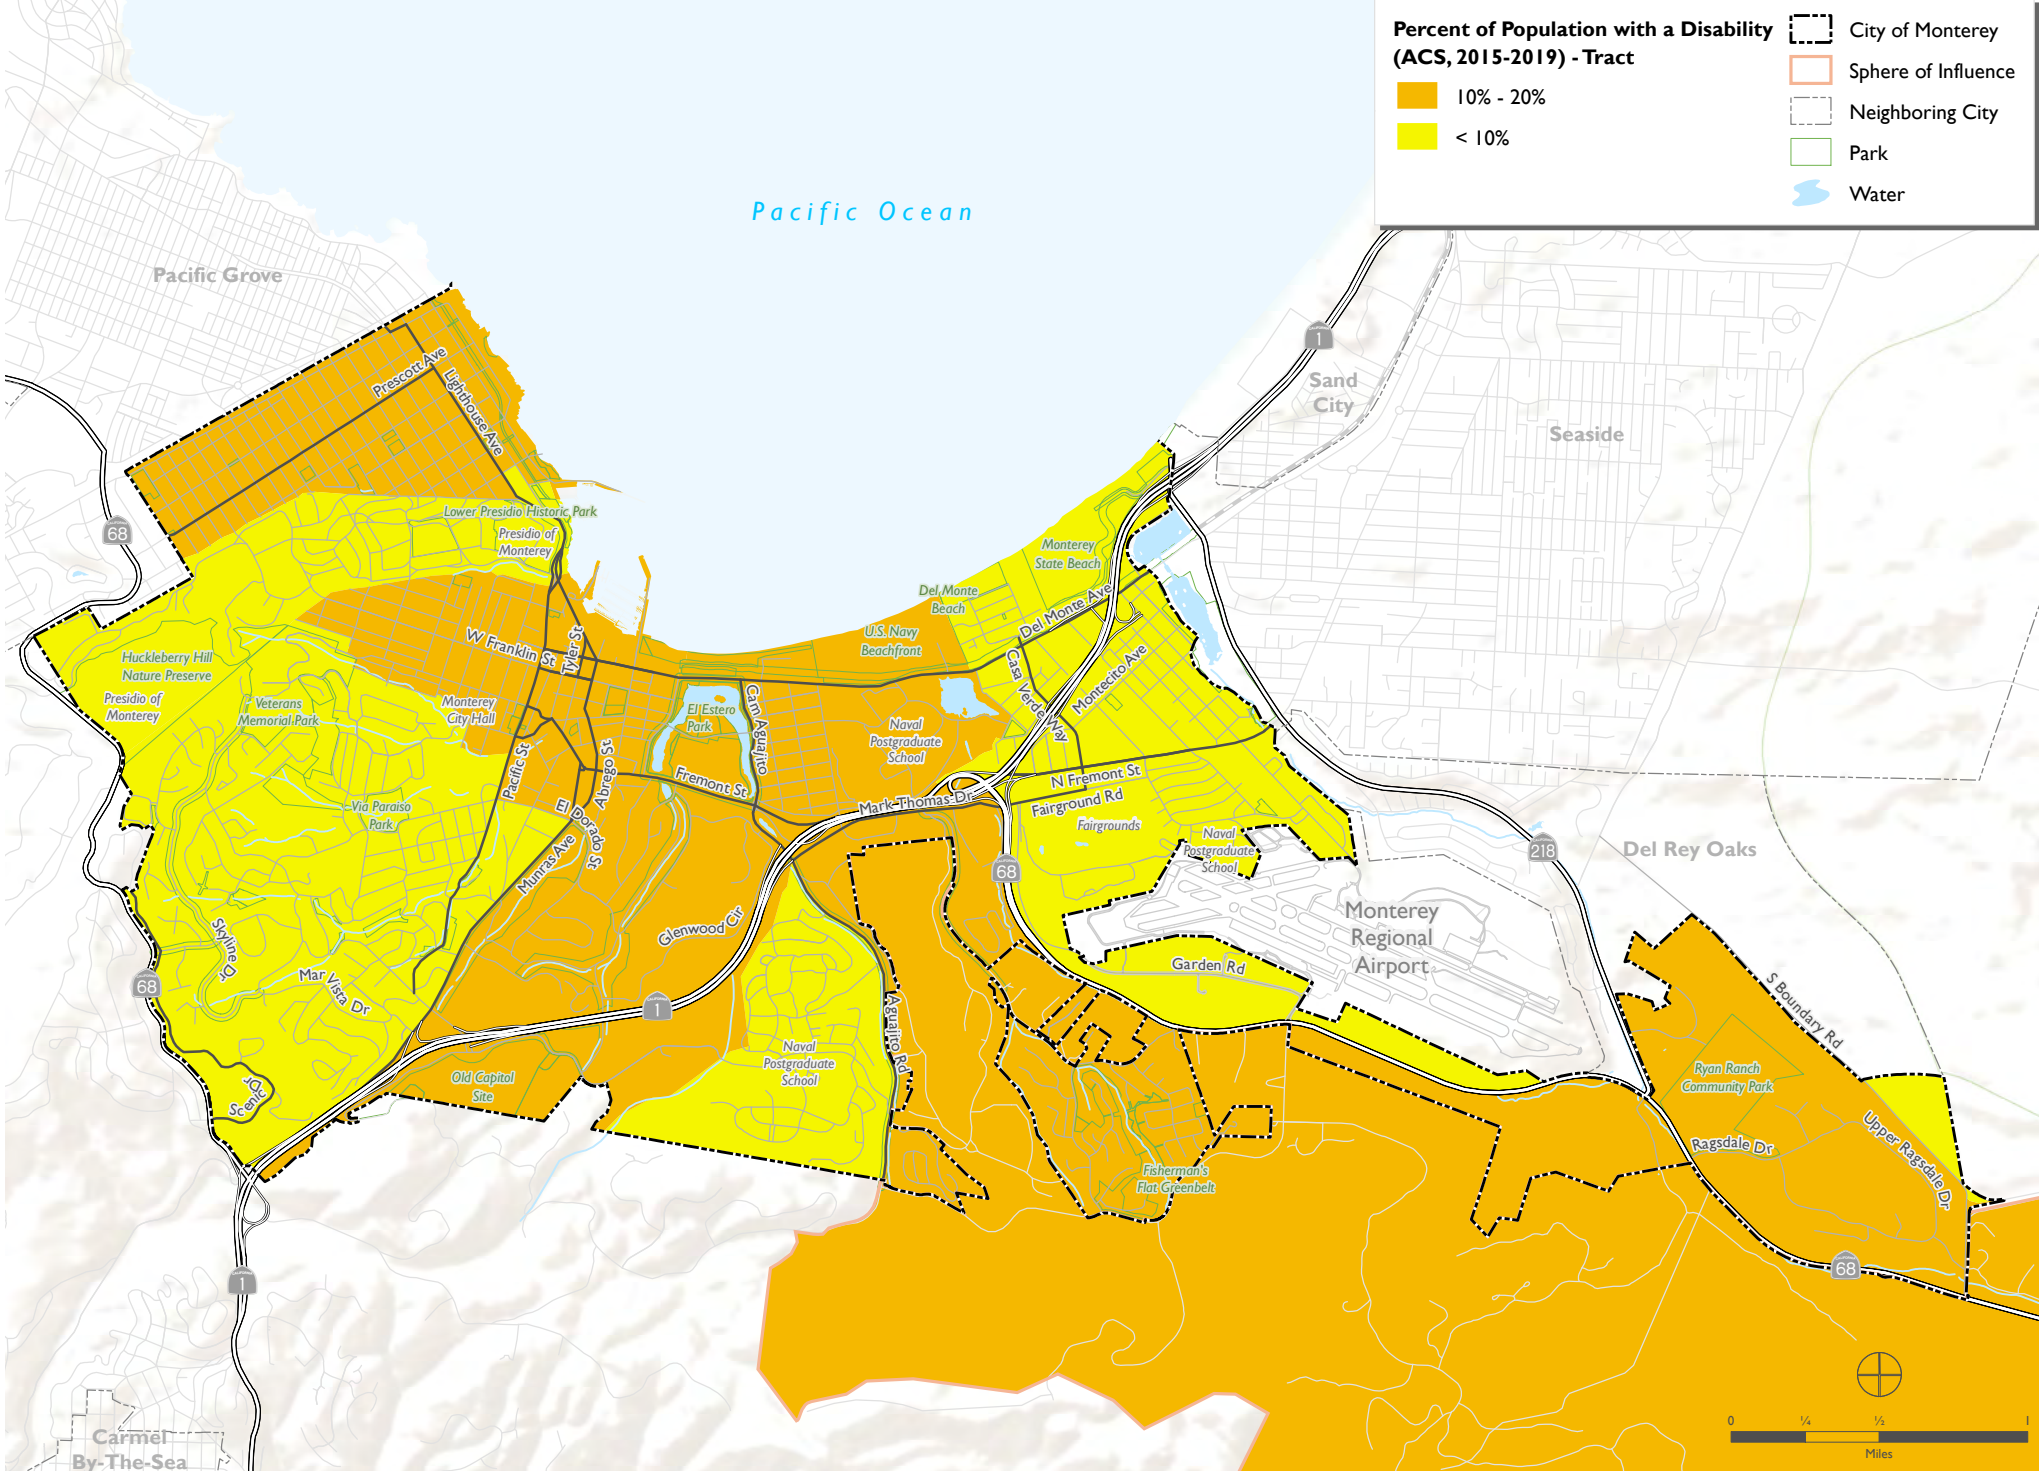 Percent of Population with a Disability
(ACS, 2015-2019) - Tract
10% - 20%
< 10%
City of Monterey
Sphere of Influence
Neighboring City
Park
Water
Pacific Ocean
Pacific Grove
Prescott Ave
Lighthouse Ave
1
Sand
City
Seaside
68
Lower Presidio Historic Park
Presidio of
Monterey
Monterey
State Beach
Del Monte
Beach
Del Monte Ave
U.S. Navy
Beachfront
W Franklin St
Tyler St
Huckleberry Hill
Nature Preserve
Presidio of
Monterey
Veterans
Memorial Park
Monterey
City Hall
El Estero
Park
Cam Aguajito
Naval
Postgraduate
School
Casa Verde Way
Montecito Ave
Pacific St
Abrego St
Fremont St
N Fremont St
Mark Thomas Dr
Fairground Rd
Fairgrounds
Via Paraiso
Park
El Dorado St
Munras Ave
Naval
Postgraduate
School
68
218
Del Rey Oaks
Monterey
Regional
Airport
Skyline Dr
Glenwood Cir
Garden Rd
68
Mar Vista Dr
1
Aguajito Rd
S Boundary Rd
Naval
Postgraduate
School
Old Capitol
Site
Scenic Dr
Ryan Ranch
Community Park
Ragsdale Dr
Upper Ragsdale Dr
Fisherman's
Flat Greenbelt
1
68
Carmel
By-The-Sea
0 1/4 1/2 1
Miles